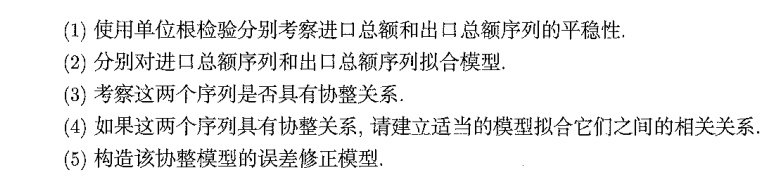 (1) 使用单位根检验分别考察进口总额和出口总额序列的平稳性.
(2) 分别对进口总额序列和出口总额序列拟合模型.
(3) 考察这两个序列是否具有协整关系.
(4) 如果这两个序列具有协整关系, 请建立适当的模型拟合它们之间的相关关系.
(5) 构造该协整模型的误差修正模型.